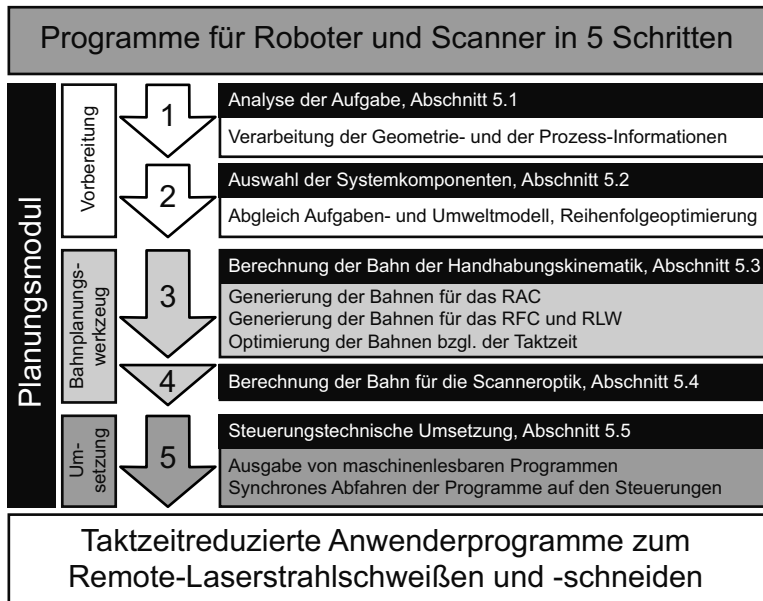 Programme für Roboter und Scanner in 5 Schritten
Planungsmodul
Vorbereitung
1
Analyse der Aufgabe, Abschnitt 5.1
Verarbeitung der Geometrie- und der Prozess-Informationen
2
Auswahl der Systemkomponenten, Abschnitt 5.2
Abgleich Aufgaben- und Umweltmodell, Reihenfolgeoptimierung
Bahnplanungs-
werkzeug
3
Berechnung der Bahn der Handhabungskinematik, Abschnitt 5.3
Generierung der Bahnen für das RAC
Generierung der Bahnen für das RFC und RLW
Optimierung der Bahnen bzgl. der Taktzeit
4
Berechnung der Bahn für die Scanneroptik, Abschnitt 5.4
Um-
setzung
5
Steuerungstechnische Umsetzung, Abschnitt 5.5
Ausgabe von maschinenlesbaren Programmen
Synchrones Abfahren der Programme auf den Steuerungen
Taktzeitreduzierte Anwenderprogramme zum
Remote-Laserstrahlschweißen und -schneiden